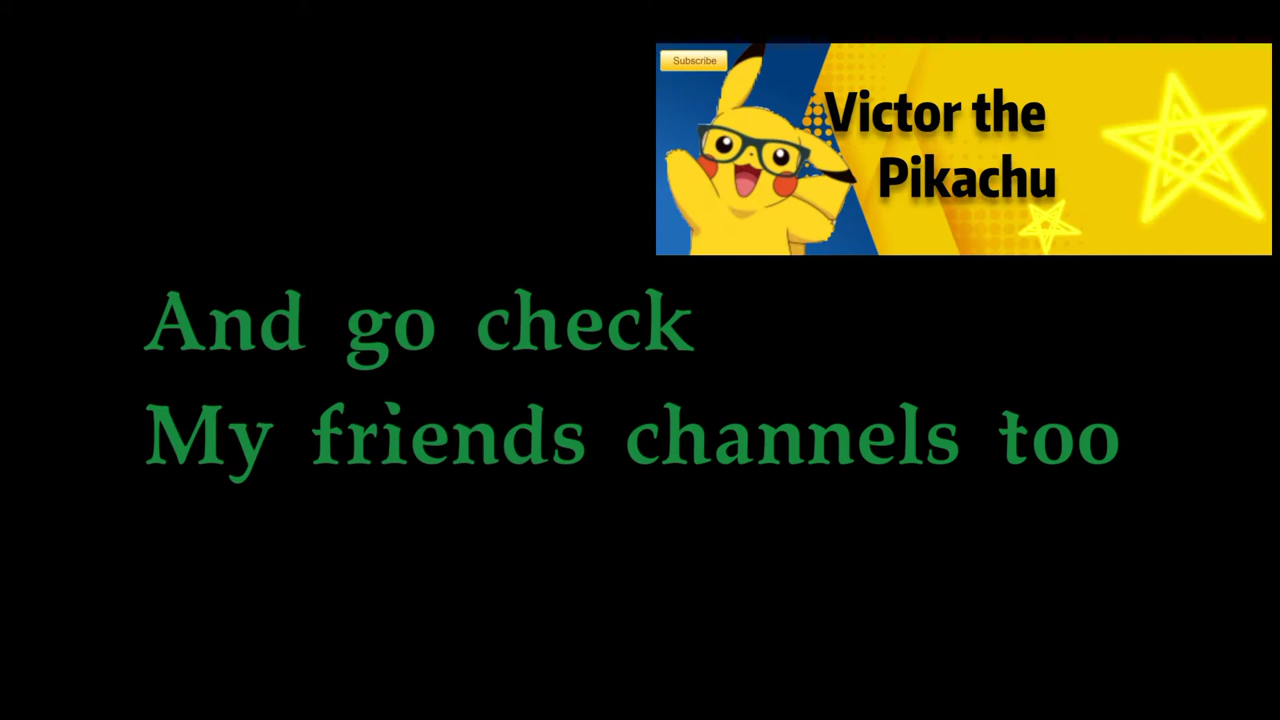 Subscribe
Victor the
Pikachu
And go check
My friends channels too